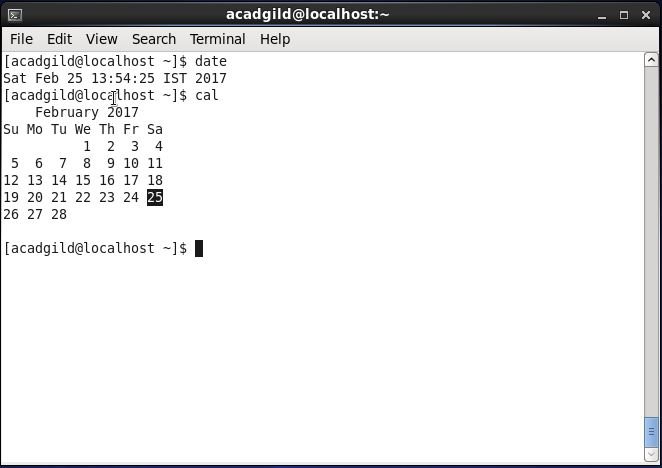 acadgild@localhost:~
File Edit View Search Terminal Help
[acadgild@localhost ~]$ date
Sat Feb 25 13:54:25 IST 2017
[acadgild@localhost ~]$ cal
    February 2017
Su Mo Tu We Th Fr Sa
          1  2  3  4
 5  6  7  8  9 10 11
12 13 14 15 16 17 18
19 20 21 22 23 24 25
26 27 28
[acadgild@localhost ~]$